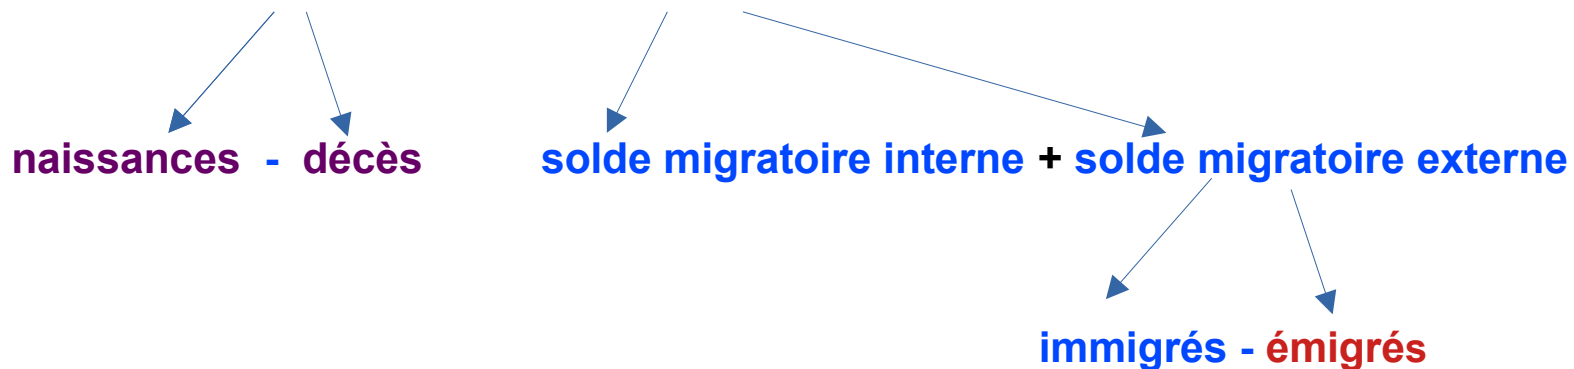 naissances - décès solde migratoire interne + solde migratoire externe
immigrés - émigrés